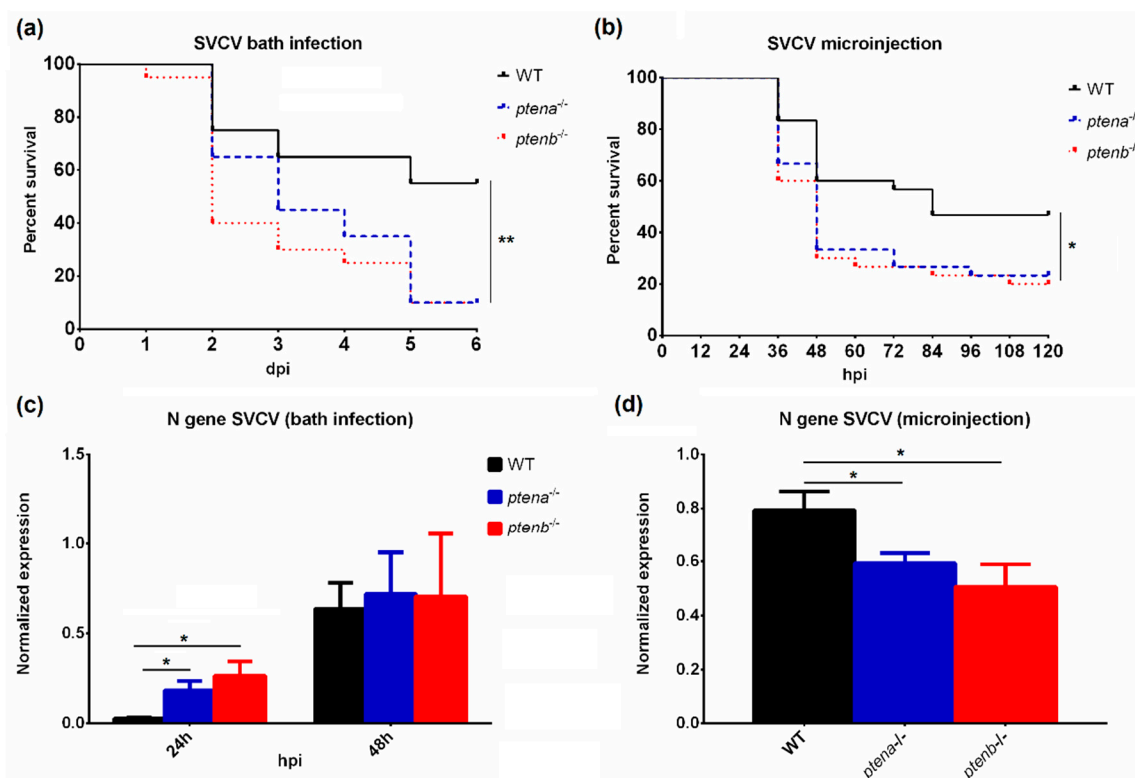 (a)
SVCV bath infection
WT
ptena-/-
ptenb-/-
Percent survival
100
80
60
40
20
0
**
0 1 2 3 4 5 6
dpi
(b)
SVCV microinjection
WT
ptena-/
ptenb-/
Percent survival
100
80
60
40
20
0
*
0 12 24 36 48 60 72 84 96 108 120
hpi
(c)
N gene SVCV (bath infection)
WT
ptena-/-
ptenb-/-
Normalized expression
1.5
1.0
0.5
0.0
*
*
24h 48h
hpi
(d)
N gene SVCV (microinjection)
Normalized expression
1.0
0.8
0.6
0.4
0.2
0.0
*
*
WT ptena-/- ptenb-/-